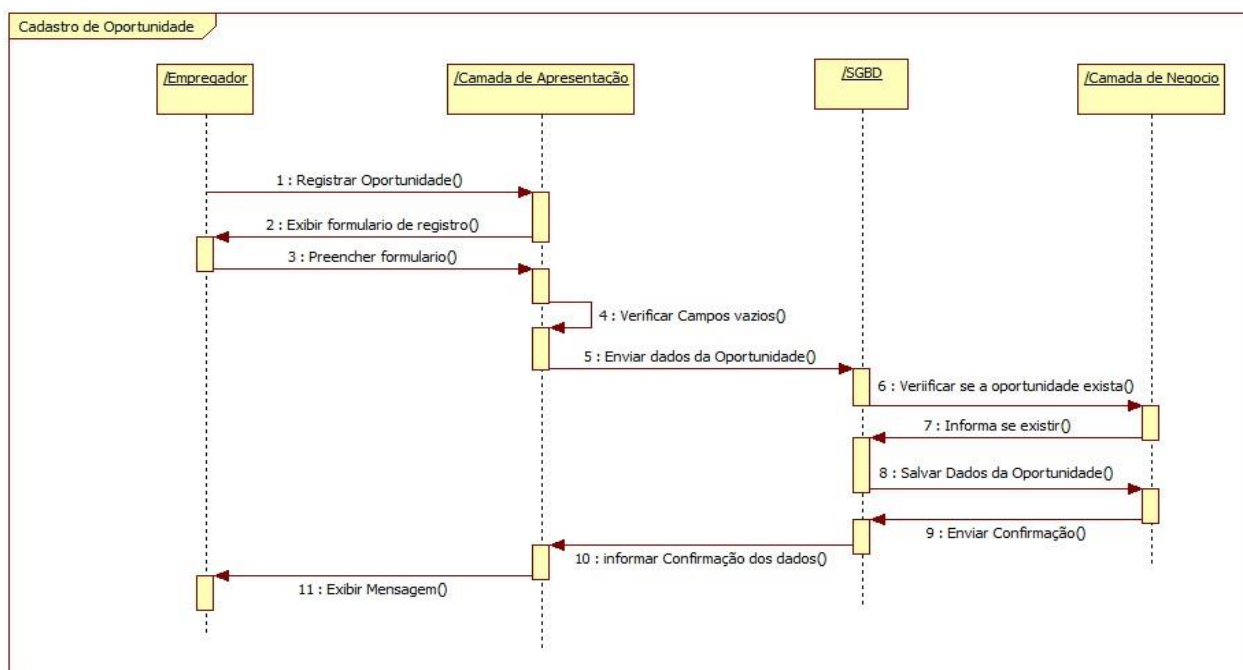 Cadastro de Oportunidade
/Empregador
/Camada de Apresentação
/SGBD
/Camada de Negocio
1 : Registrar Oportunidade()
2 : Exibir formulario de registro()
3 : Preencher formulario()
4 : Verificar Campos vazios()
5 : Enviar dados da Oportunidade()
6 : Veriificar se a oportunidade exista()
7 : Informa se existir()
8 : Salvar Dados da Oportunidade()
9 : Enviar Confirmação()
10 : informar Confirmação dos dados()
11 : Exibir Mensagem()